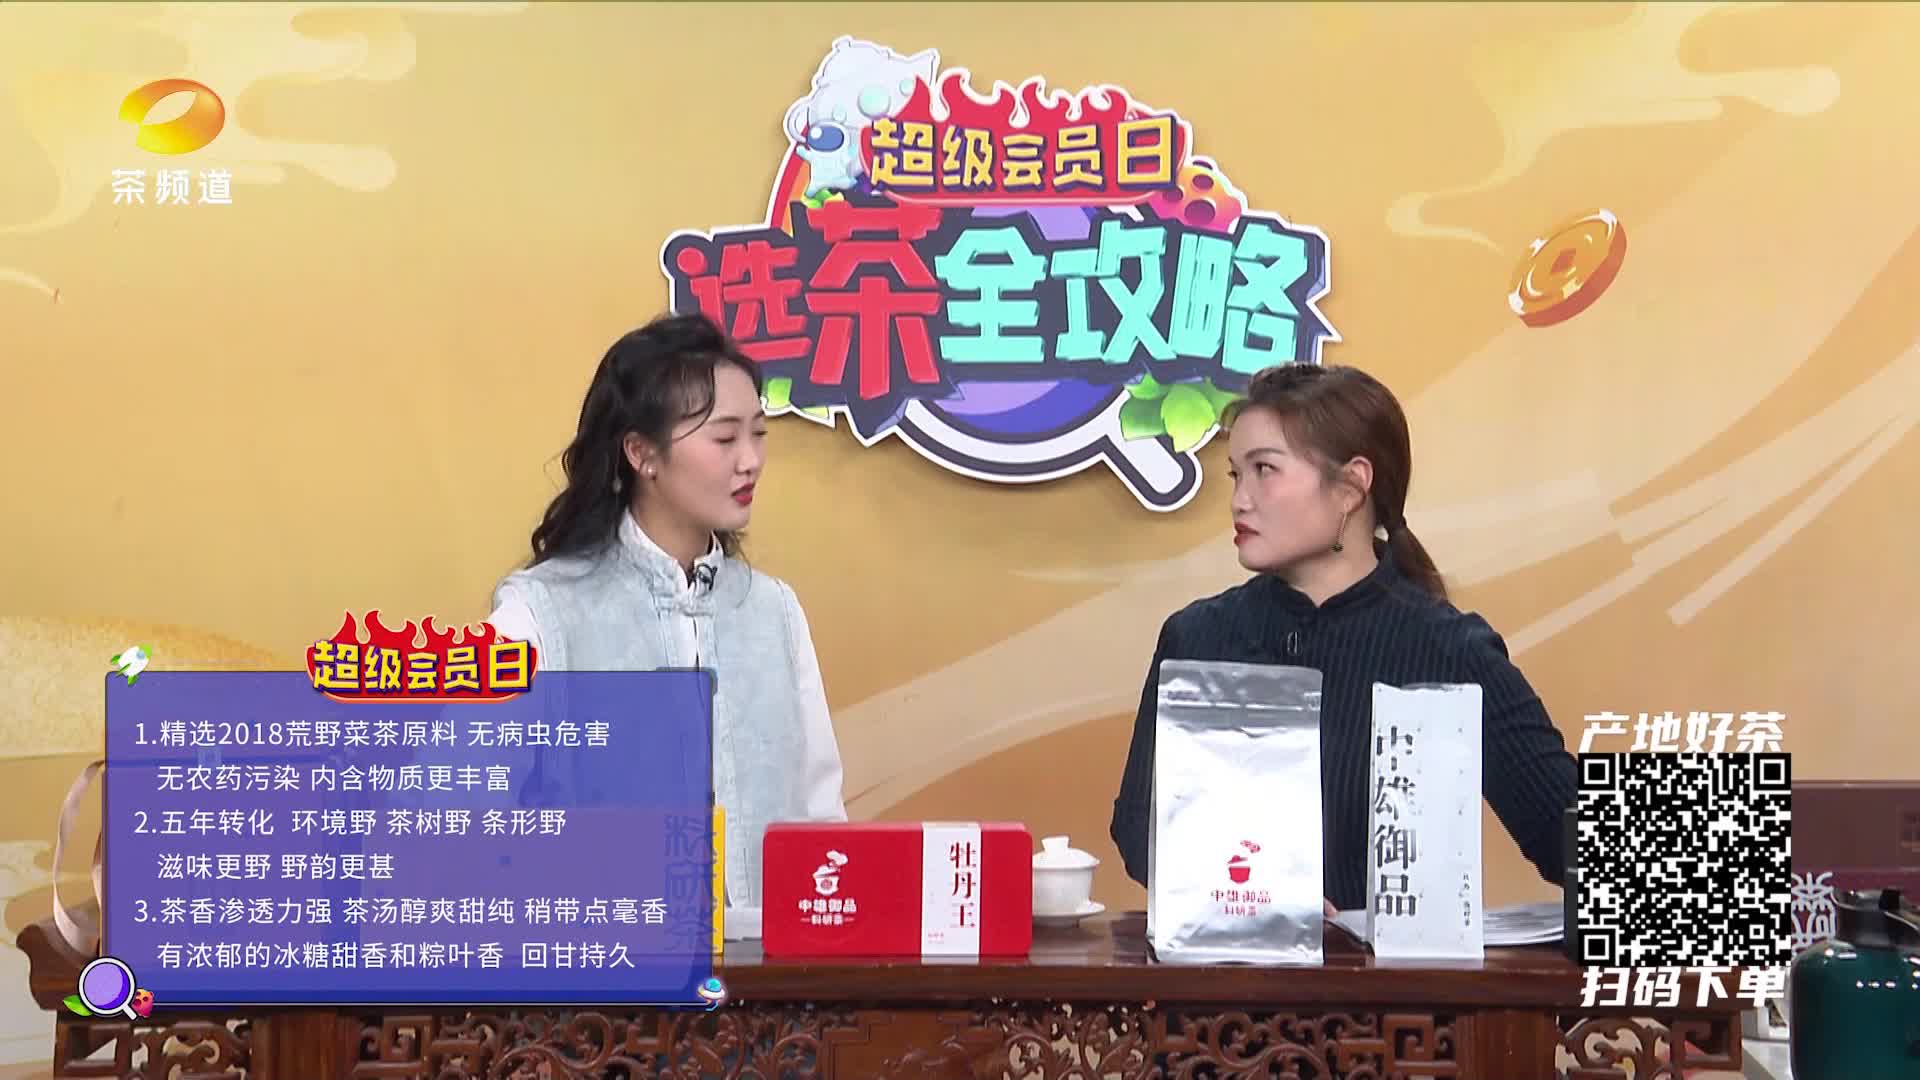 茶频道
超级会员日
选茶全攻略
超级会员日
1.精选2018荒野菜茶原料 无病虫危害
无农药污染 内含物质更丰富
2.五年转化 环境野 茶树野 条形野
滋味更野 野韵更甚
3.茶香渗透力强 茶汤醇爽甜纯 稍带点毫香
有浓郁的冰糖甜香和粽叶香 回甘持久
中雄御品
科研茶
牡丹王
中雄御品
科研茶
中雄御品
产地好茶
扫码下单